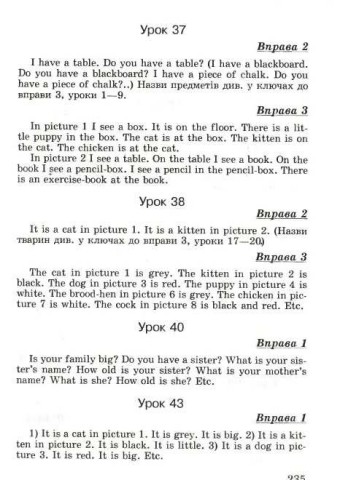 Урок 37
Вправа 2
I have a table. Do you have a table? (I have a blackboard.
Do you have a blackboard? I have a piece of chalk. Do you
have a piece of chalk?..) Назви предметів див. у ключах до
вправи 3, уроки 1—9.
Вправа 3
In picture 1 I see a box. It is on the floor. There is a lit-
tle puppy in the box. The cat is at the box. The kitten is on
the cat. The chicken is at the cat.
In picture 2 I see a table. On the table I see a book. On the
book I see a pencil-box. I see a pencil in the pencil-box. There
is an exercise-book at the book.
Урок 38
Вправа 2
It is a cat in picture 1. It is a kitten in picture 2. (Назви
тварин див. у ключах до вправи 3, уроки 17—20)
Вправа 3
The cat in picture 1 is grey. The kitten in picture 2 is
black. The dog in picture 3 is red. The puppy in picture 4 is
white. The brood-hen in picture 6 is grey. The chicken in pic-
ture 7 is white. The cock in picture 8 is black and red. Etc.
Урок 40
Вправа 1
Is your family big? Do you have a sister? What is your sis-
ter's name? How old is your sister? What is your mother's
name? What is she? How old is she? Etc.
Урок 43
Вправа 1
1) It is a cat in picture 1. It is grey. It is big. 2) It is a kit-
ten in picture 2. It is black. It is little. 3) It is a dog in pic-
ture 3. It is red. It is big. Etc.
235